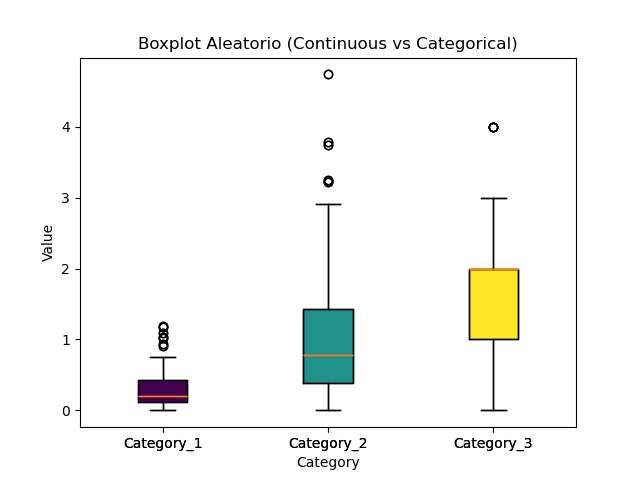 Boxplot Aleatorio (Continuous vs Categorical)
Value
4
3
2
1
0
Category_1
Category_2
Category_3
Category